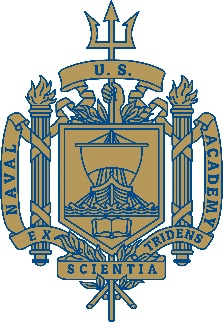 U. S.
NAVAL
ACADEMY
EX
SCIENTIA
TRIDENS